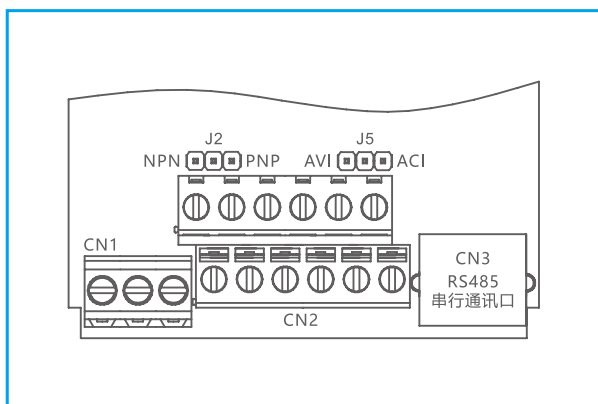 J2 J5
NPN PNP AVI ACI
CN1
CN3
RS485
串行通讯口
CN2